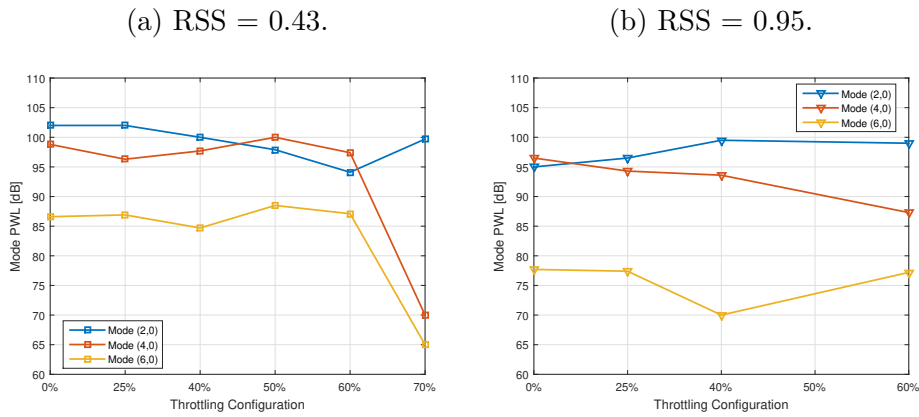 (a) RSS = 0.43.
110
105
100
95
90
85
80
75
70
65
60
Mode PWL [dB]
Mode (2,0)
Mode (4,0)
Mode (6,0)
0% 25% 40% 50% 60% 70%
Throttling Configuration
(b) RSS = 0.95.
110
105
100
95
90
85
80
75
70
65
60
Mode PWL [dB]
Mode (2,0)
Mode (4,0)
Mode (6,0)
0% 25% 40% 50% 60%
Throttling Configuration